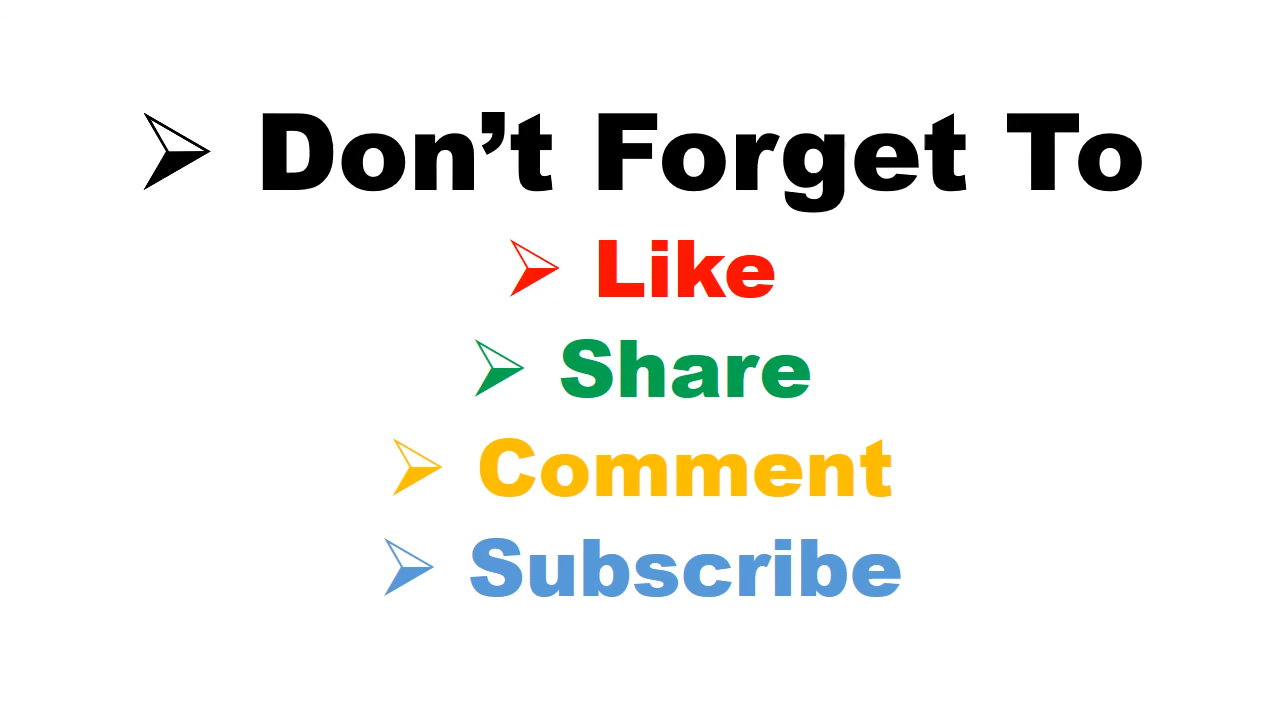 ➢ Don’t Forget To
➢ Like
➢ Share
➢ Comment
➢ Subscribe